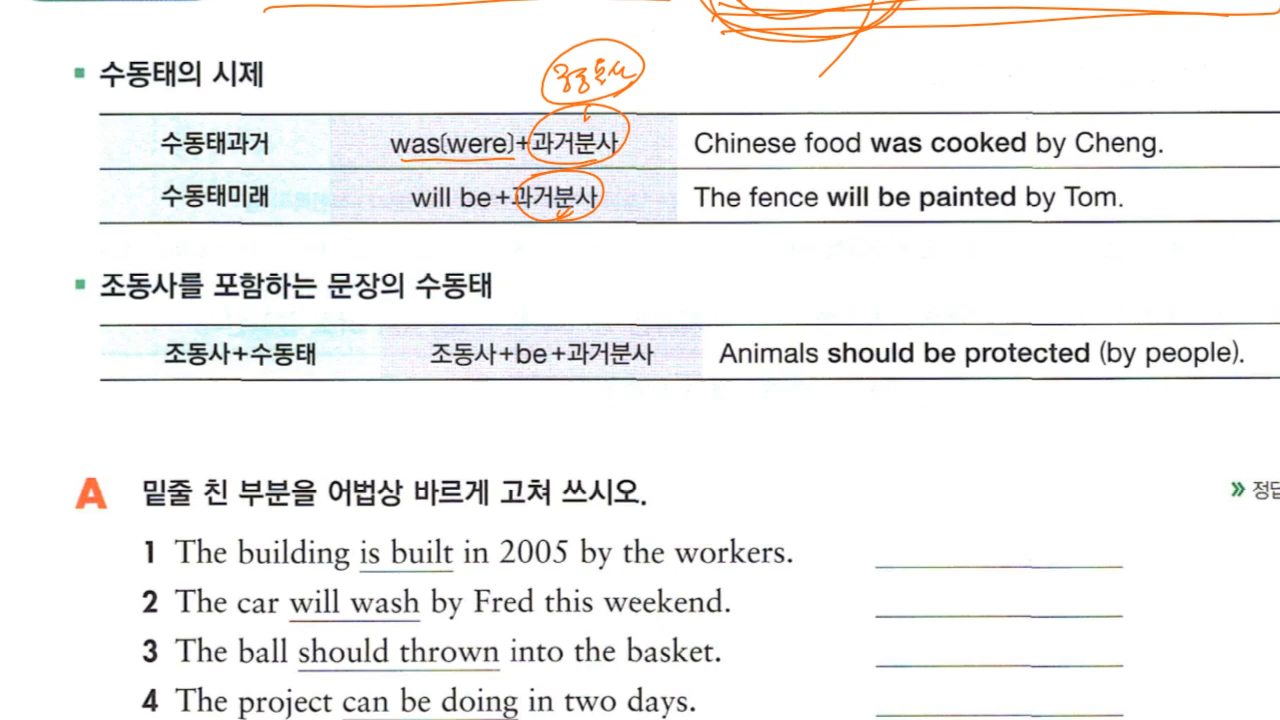 수동태의 시제
수동태과거 was(were)+과거분사 Chinese food was cooked by Cheng.
수동태미래 will be+과거분사 The fence will be painted by Tom.
조동사를 포함하는 문장의 수동태
조동사+수동태 조동사+be+과거분사 Animals should be protected (by people).
A 밑줄 친 부분을 어법상 바르게 고쳐 쓰시오.
» 정답
1 The building is built in 2005 by the workers.
2 The car will wash by Fred this weekend.
3 The ball should thrown into the basket.
4 The project can be doing in two days.